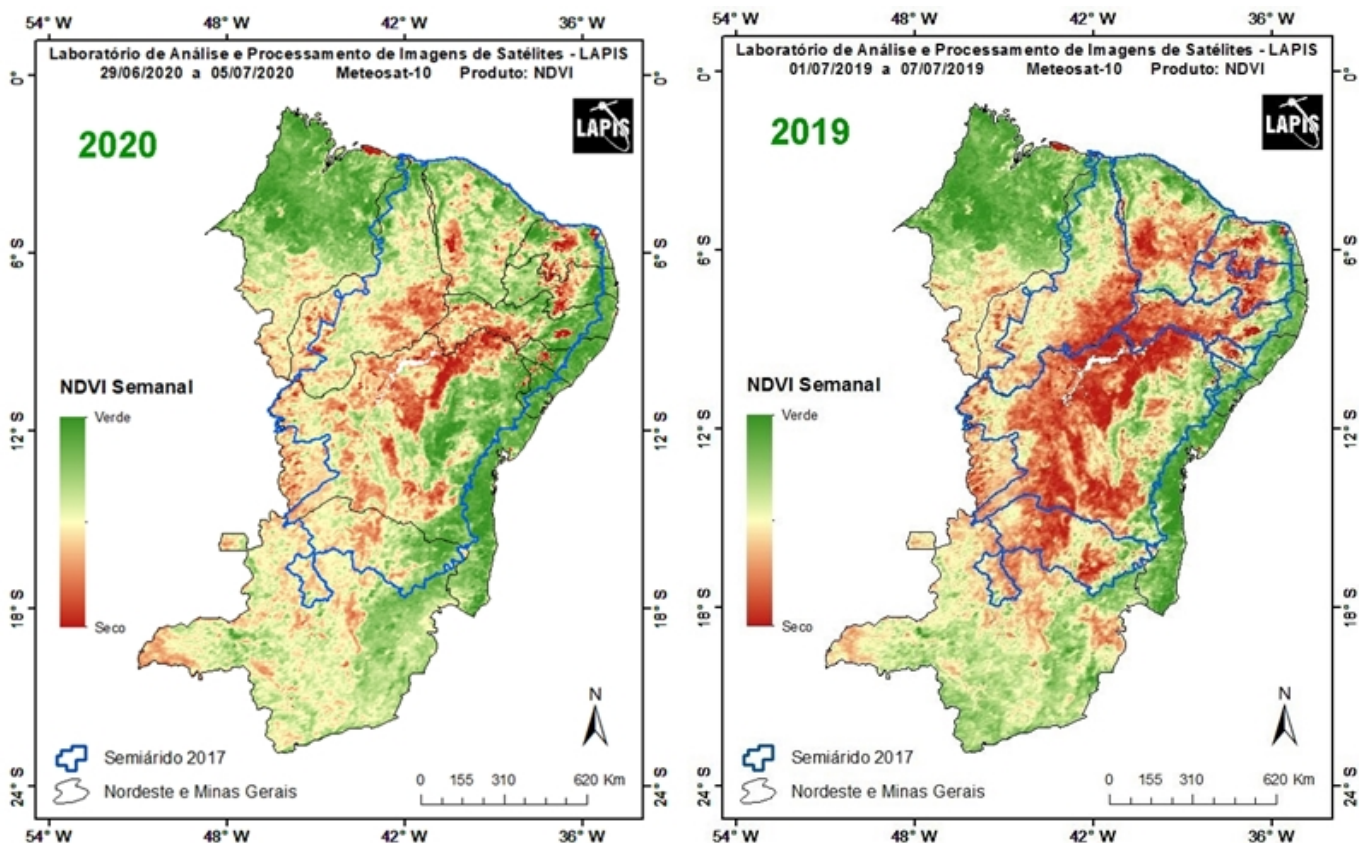 54° W 48° W 42° W 36° W
Laboratório de Análise e Processamento de Imagens de Satélites - LAPIS
29/06/2020 a 05/07/2020 Meteosat-10 Produto: NDVI
LAPIS
2020
0°
6° S
12° S
18° S
24° S
0°
6° S
12° S
18° S
24° S
NDVI Semanal
Verde
Seco
N
Semiárido 2017
Nordeste e Minas Gerais
0 155 310 620 Km
54° W 48° W 42° W 36° W
54° W 48° W 42° W 36° W
Laboratório de Análise e Processamento de Imagens de Satélites - LAPIS
01/07/2019 a 07/07/2019 Meteosat-10 Produto: NDVI
LAPIS
2019
0°
6° S
12° S
18° S
24° S
0°
6° S
12° S
18° S
24° S
NDVI Semanal
Verde
Seco
N
Semiárido 2017
Nordeste e Minas Gerais
0 155 310 620 Km
54° W 48° W 42° W 36° W